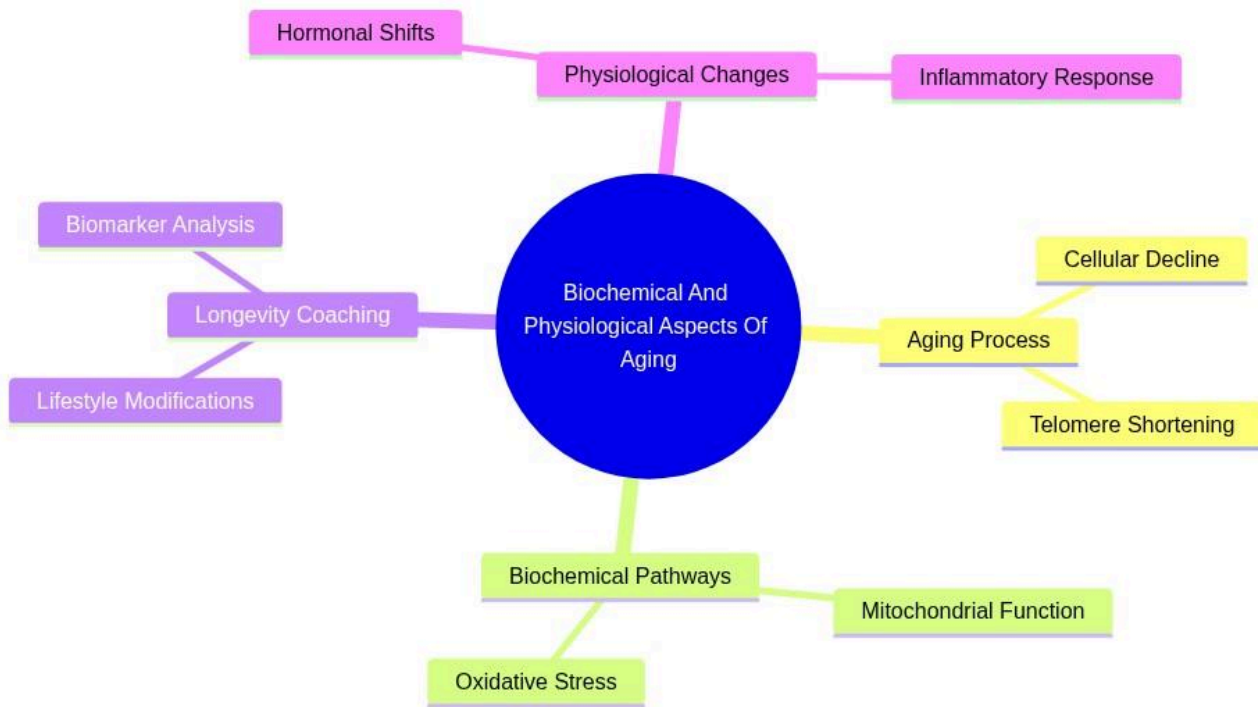 Hormonal Shifts
Physiological Changes
Inflammatory Response
Biomarker Analysis
Longevity Coaching
Lifestyle Modifications
Biochemical And
Physiological Aspects Of
Aging
Cellular Decline
Aging Process
Telomere Shortening
Biochemical Pathways
Mitochondrial Function
Oxidative Stress